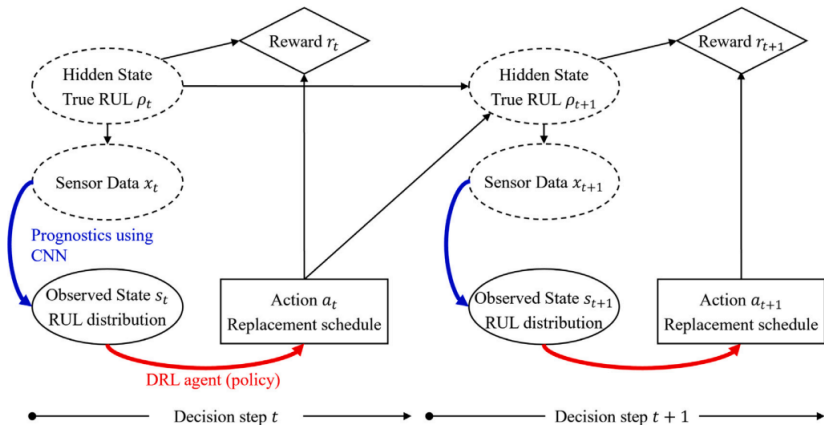 Reward r_t
Hidden State
True RUL ρ_t
Sensor Data x_t
Prognostics using
CNN
Observed State s_t
RUL distribution
Action a_t
Replacement schedule
DRL agent (policy)
Decision step t
Reward r_{t+1}
Hidden State
True RUL ρ_{t+1}
Sensor Data x_{t+1}
Observed State s_{t+1}
RUL distribution
Action a_{t+1}
Replacement schedule
Decision step t + 1